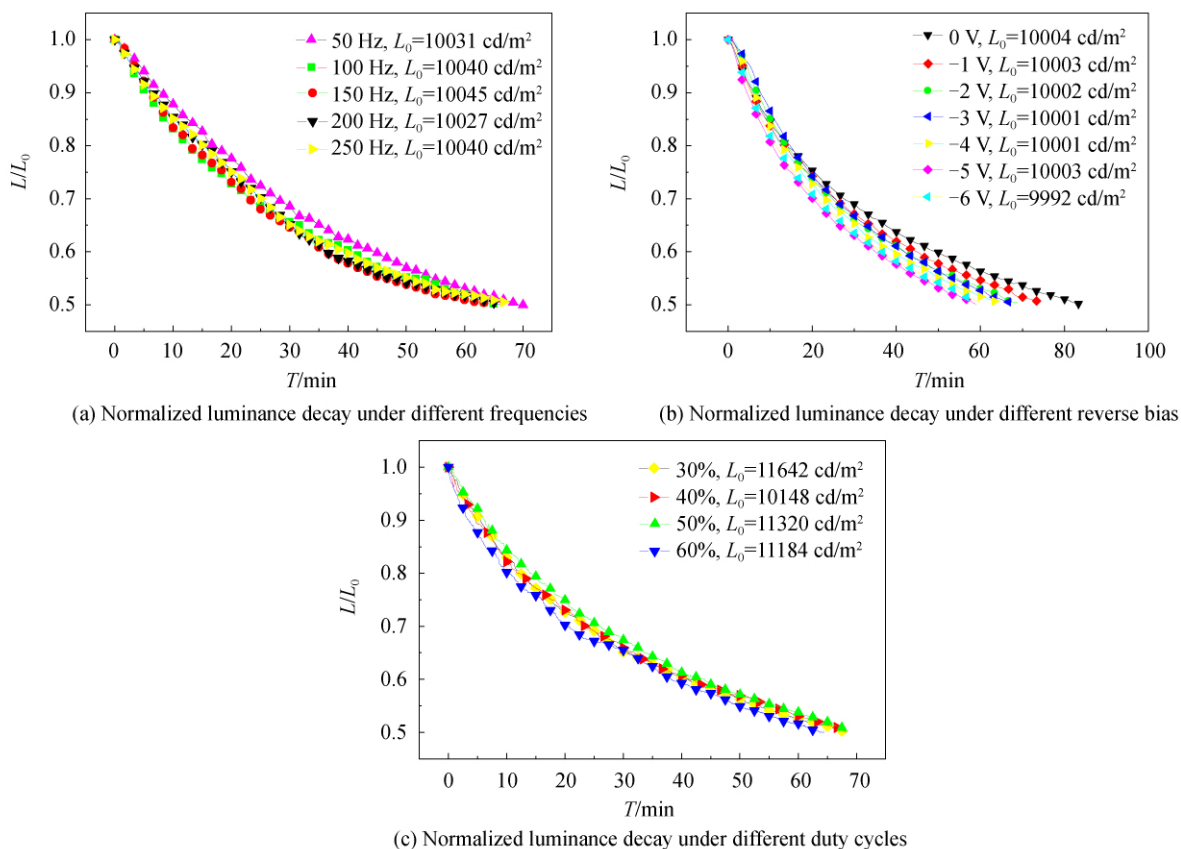 1.0
0.9
0.8
0.7
0.6
0.5
L/L₀
50 Hz, L₀=10031 cd/m²
100 Hz, L₀=10040 cd/m²
150 Hz, L₀=10045 cd/m²
200 Hz, L₀=10027 cd/m²
250 Hz, L₀=10040 cd/m²
0 10 20 30 40 50 60 70
T/min
(a) Normalized luminance decay under different frequencies
1.0
0.9
0.8
0.7
0.6
0.5
L/L₀
0 V, L₀=10004 cd/m²
−1 V, L₀=10003 cd/m²
−2 V, L₀=10002 cd/m²
−3 V, L₀=10001 cd/m²
−4 V, L₀=10001 cd/m²
−5 V, L₀=10003 cd/m²
−6 V, L₀=9992 cd/m²
0 20 40 60 80 100
T/min
(b) Normalized luminance decay under different reverse bias
1.0
0.9
0.8
0.7
0.6
0.5
L/L₀
30%, L₀=11642 cd/m²
40%, L₀=10148 cd/m²
50%, L₀=11320 cd/m²
60%, L₀=11184 cd/m²
0 10 20 30 40 50 60 70
T/min
(c) Normalized luminance decay under different duty cycles